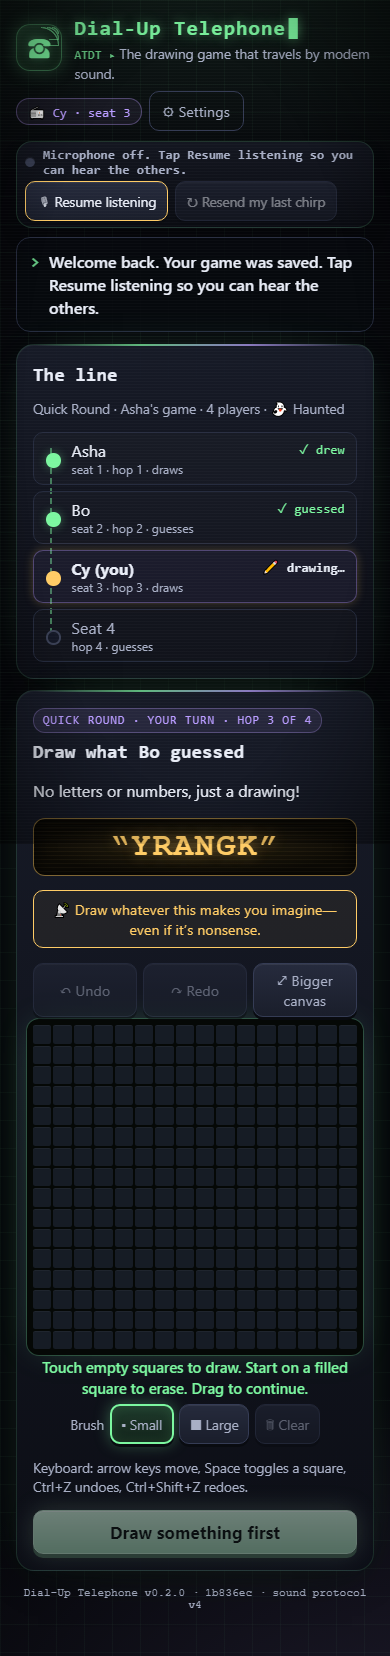 Dial-Up Telephone
ATDT ▸ The drawing game that travels by modem
sound.
Cy · seat 3
Settings
Microphone off. Tap Resume listening so you
can hear the others.
Resume listening
Resend my last chirp
Welcome back. Your game was saved. Tap
Resume listening so you can hear the
others.
The line
Quick Round · Asha's game · 4 players · 👻 Haunted
Asha
✓ drew
seat 1 · hop 1 · draws
Bo
✓ guessed
seat 2 · hop 2 · guesses
Cy (you)
drawing…
seat 3 · hop 3 · draws
Seat 4
hop 4 · guesses
QUICK ROUND · YOUR TURN · HOP 3 OF 4
Draw what Bo guessed
No letters or numbers, just a drawing!
“YRANGK”
Draw whatever this makes you imagine—
even if it’s nonsense.
Undo
Redo
Bigger
canvas
Touch empty squares to draw. Start on a filled
square to erase. Drag to continue.
Brush
Small
Large
Clear
Keyboard: arrow keys move, Space toggles a square,
Ctrl+Z undoes, Ctrl+Shift+Z redoes.
Draw something first
Dial-Up Telephone v0.2.0 · 1b836ec · sound protocol
v4